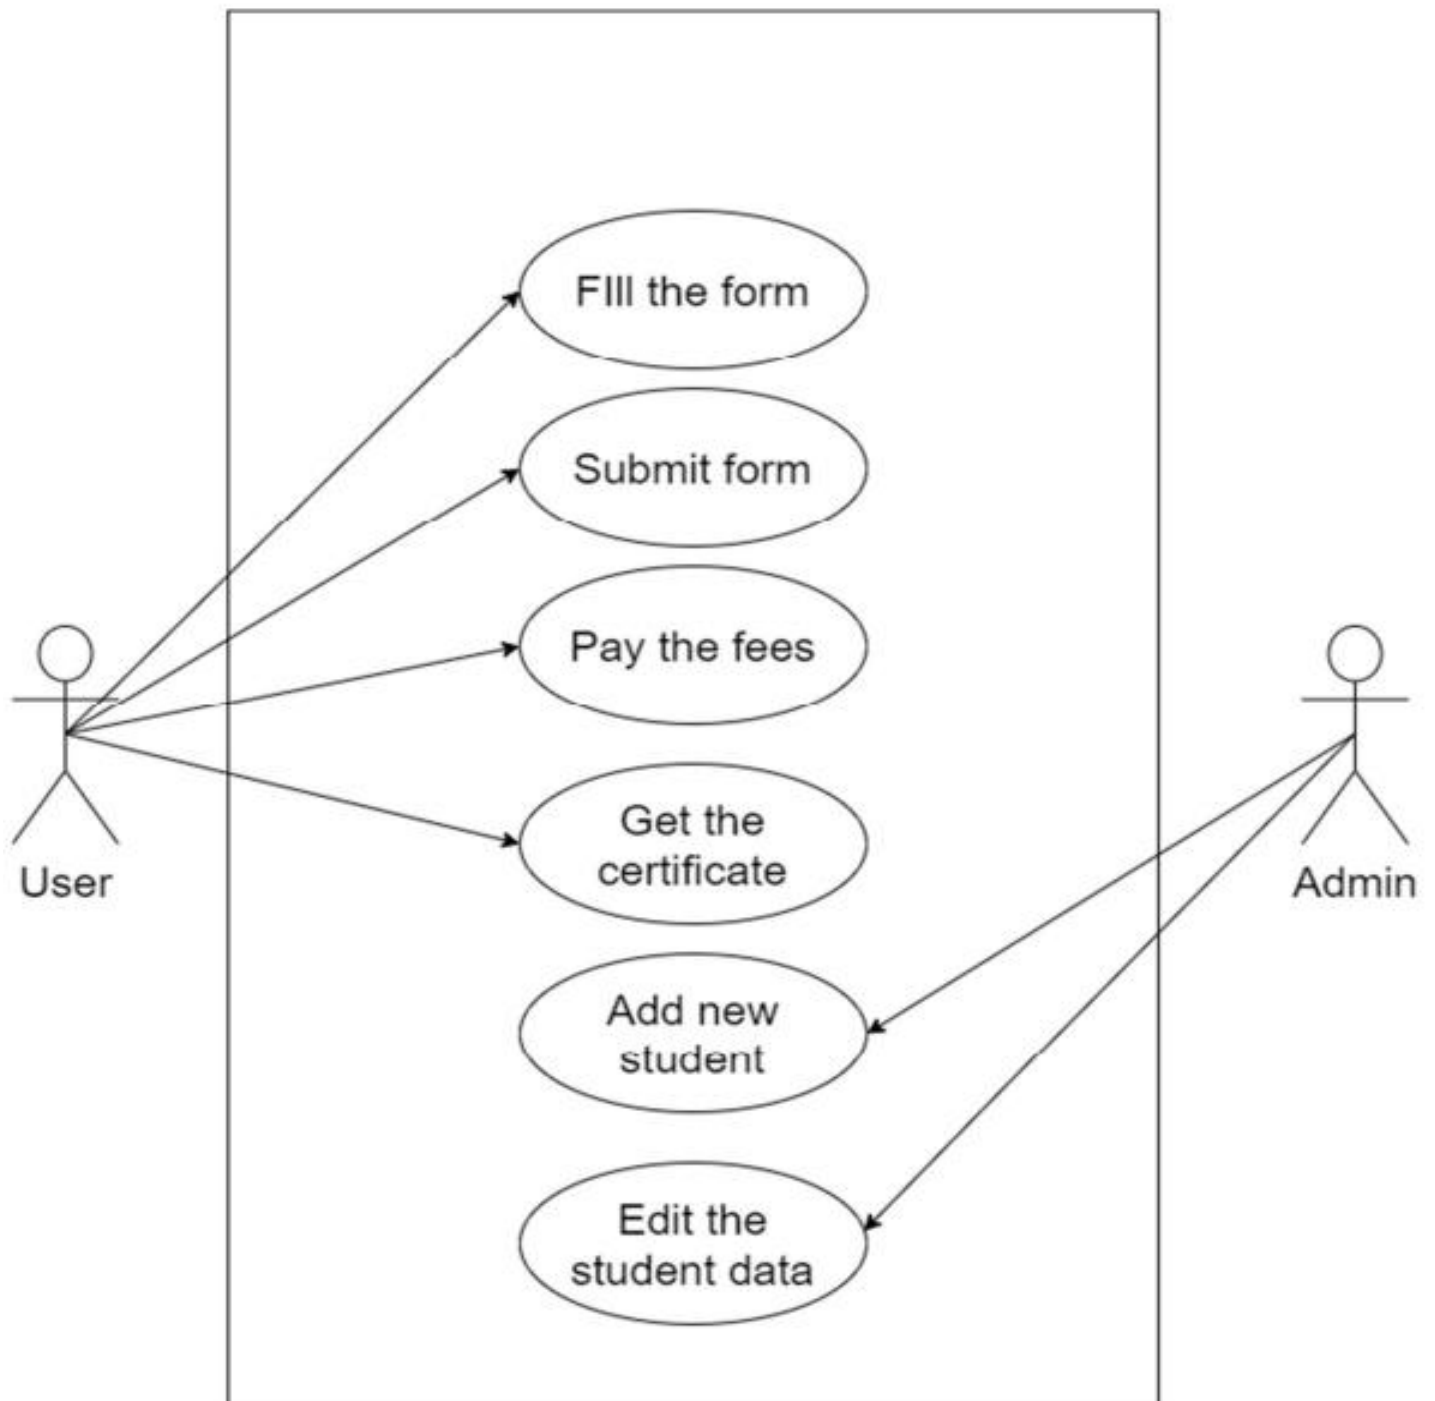 FIll the form
Submit form
Pay the fees
Get the
certificate
User
Admin
Add new
student
Edit the
student data